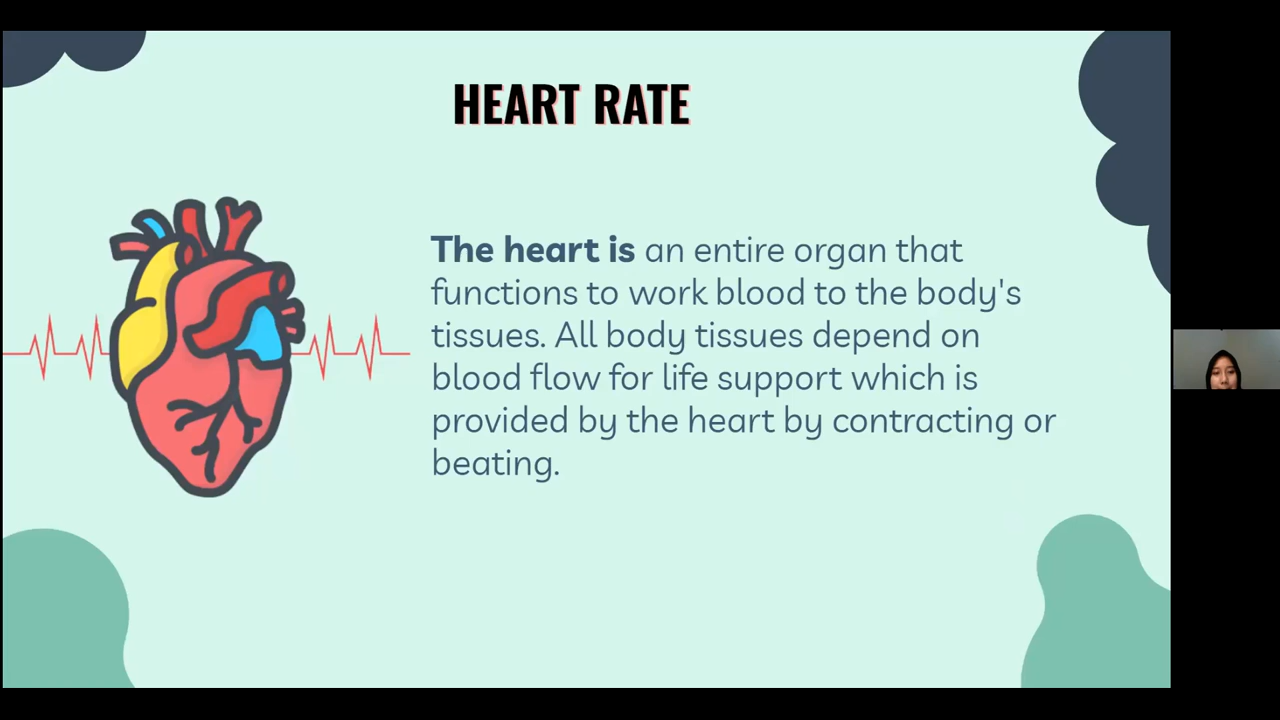 HEART RATE
The heart is an entire organ that
functions to work blood to the body's
tissues. All body tissues depend on
blood flow for life support which is
provided by the heart by contracting or
beating.